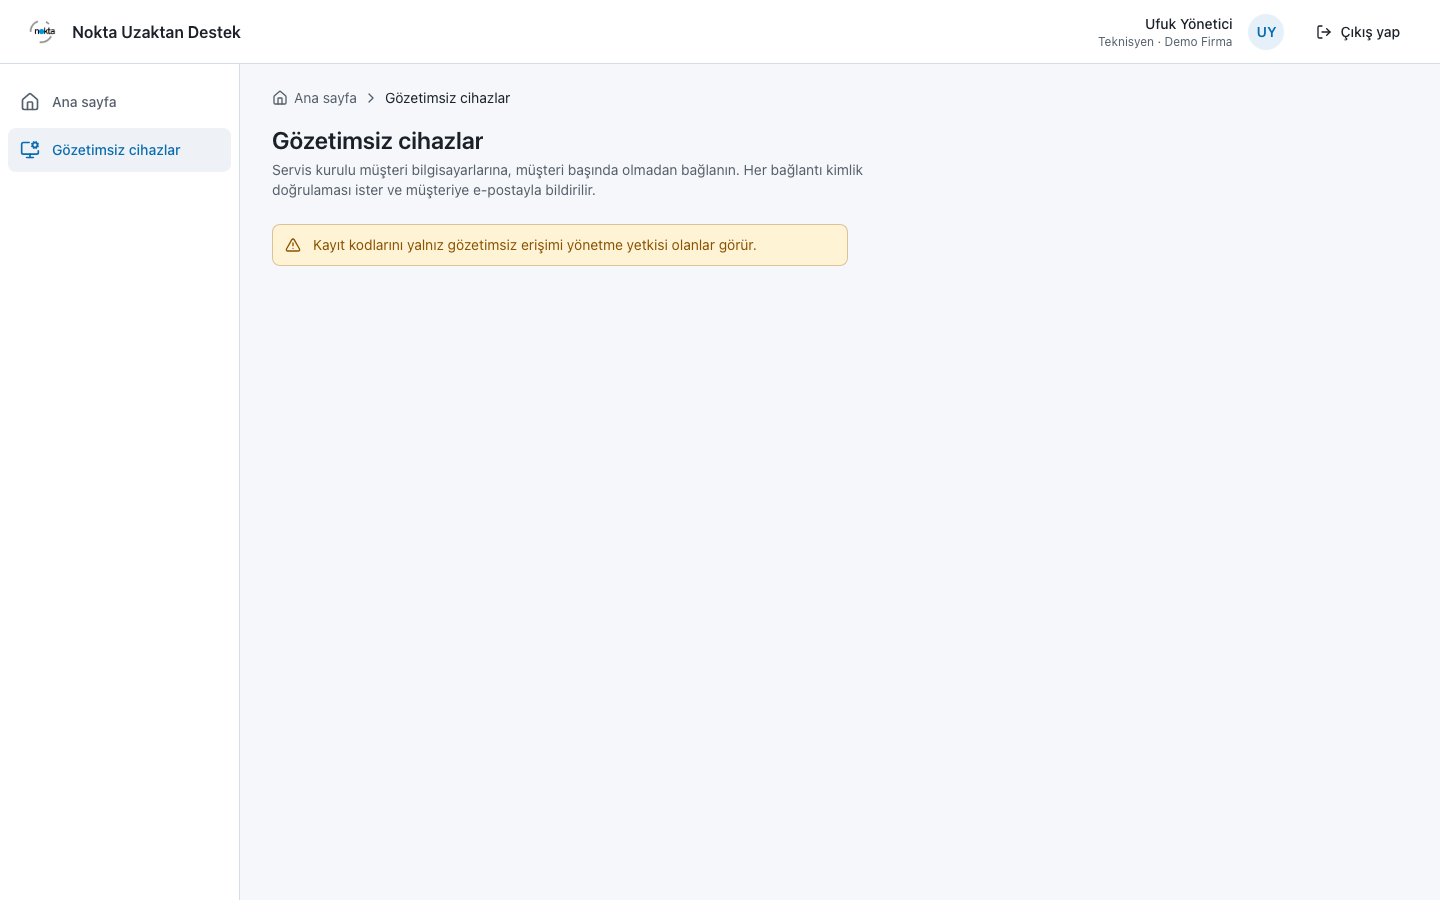 nokta
Nokta Uzaktan Destek
Ufuk Yönetici
Teknisyen · Demo Firma
UY
Çıkış yap
Ana sayfa
Gözetimsiz cihazlar
Ana sayfa
Gözetimsiz cihazlar
Gözetimsiz cihazlar
Servis kurulu müşteri bilgisayarlarına, müşteri başında olmadan bağlanın. Her bağlantı kimlik
doğrulaması ister ve müşteriye e-postayla bildirilir.
Kayıt kodlarını yalnız gözetimsiz erişimi yönetme yetkisi olanlar görür.